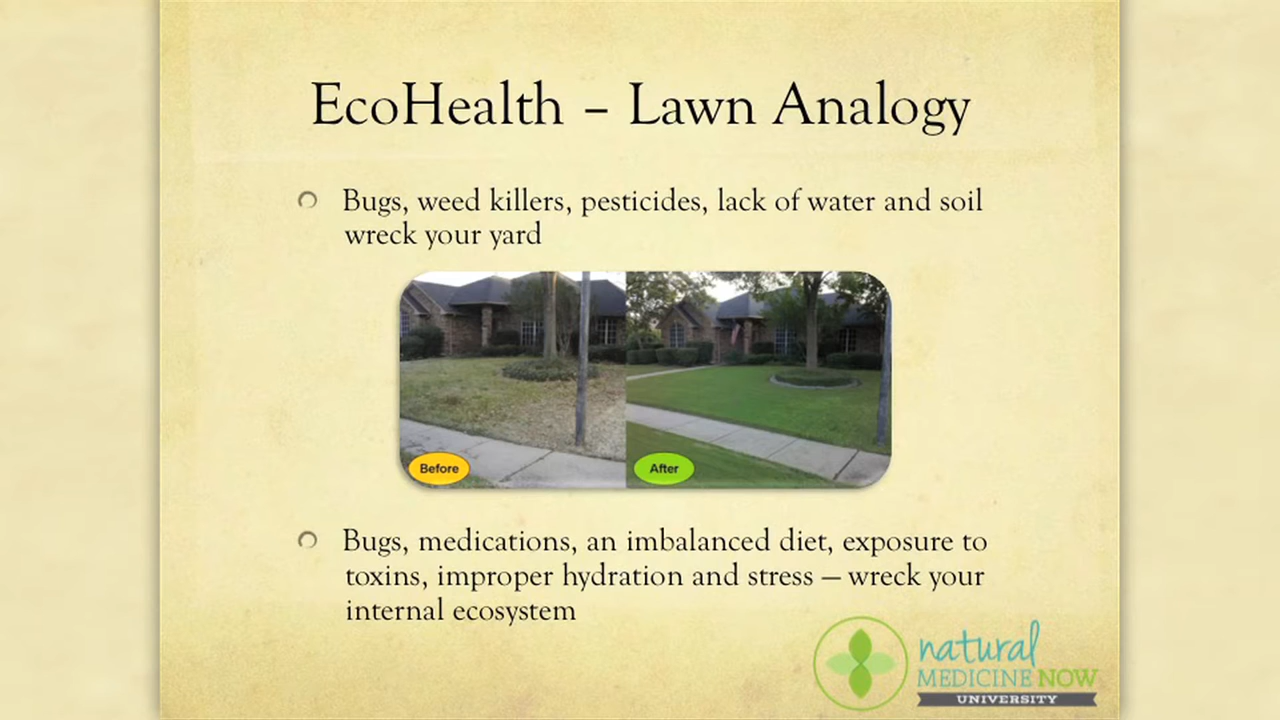 EcoHealth – Lawn Analogy
Bugs, weed killers, pesticides, lack of water and soil
wreck your yard
Before
After
Bugs, medications, an imbalanced diet, exposure to
toxins, improper hydration and stress – wreck your
internal ecosystem
natural
MEDICINE NOW
UNIVERSITY